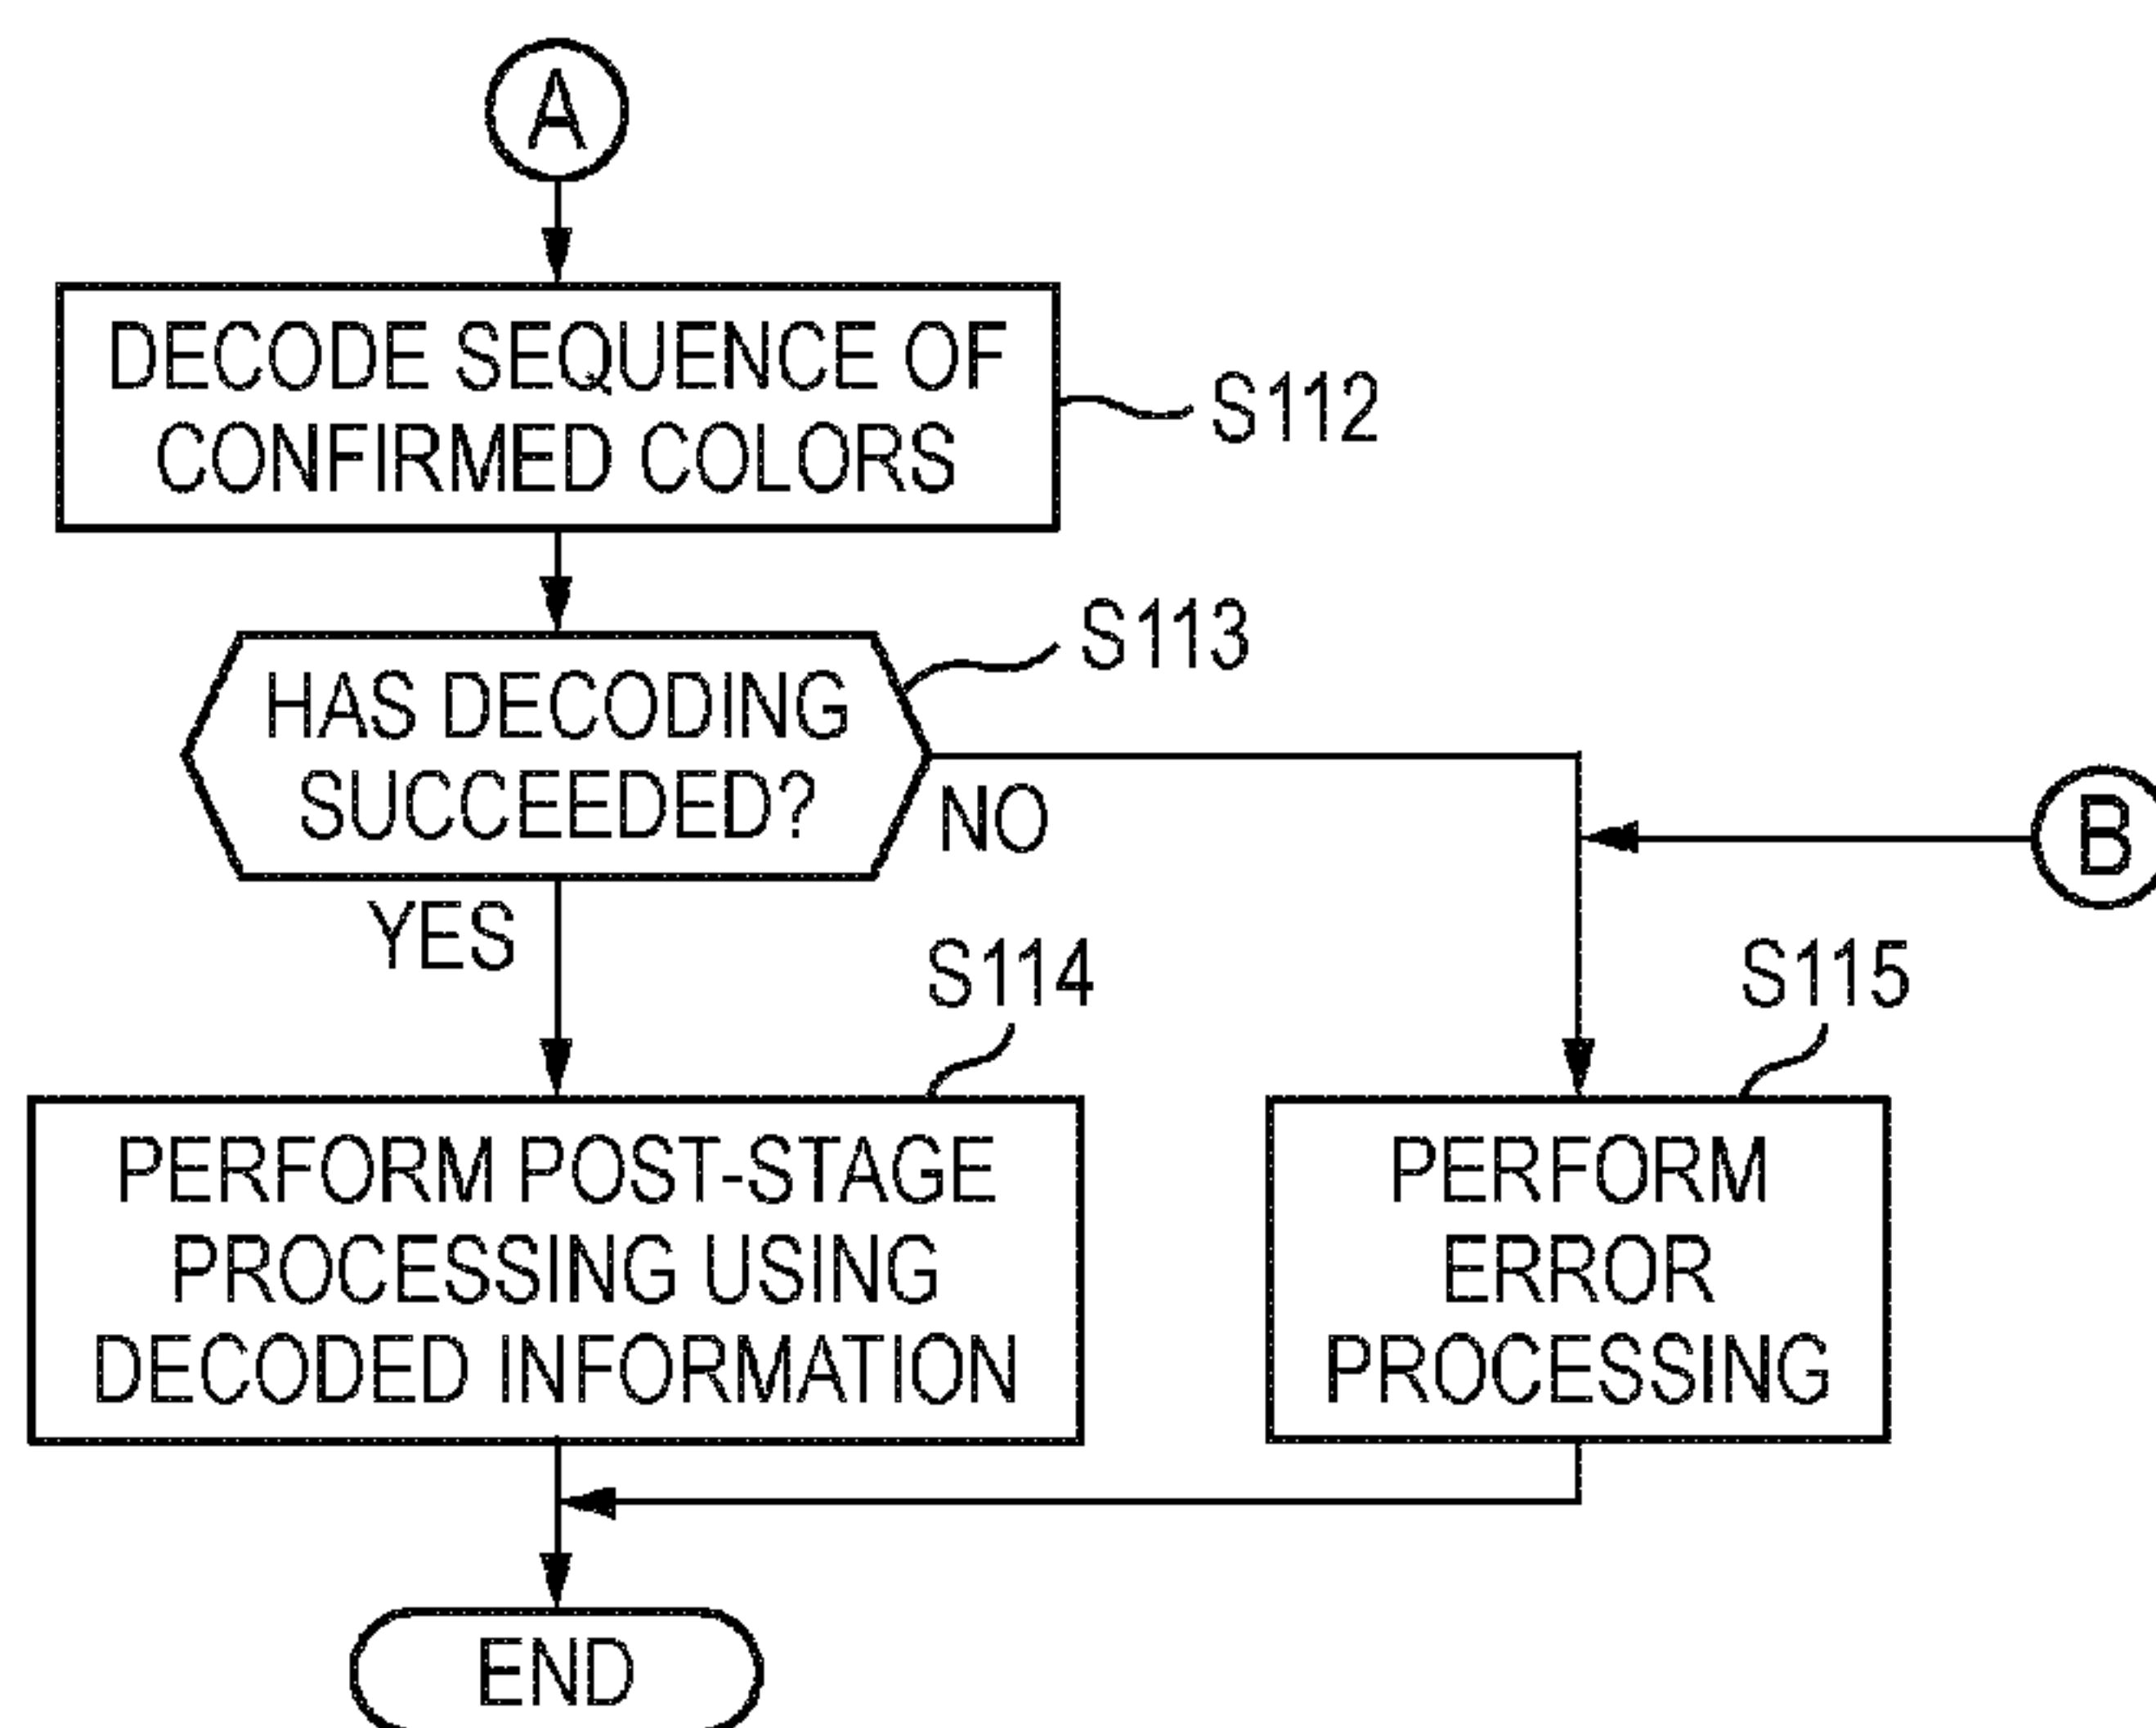 A
DECODE SEQUENCE OF
CONFIRMED COLORS
S112
S113
HAS DECODING
SUCCEEDED?
NO
B
YES
S114
S115
PERFORM POST-STAGE
PROCESSING USING
DECODED INFORMATION
PERFORM
ERROR
PROCESSING
END